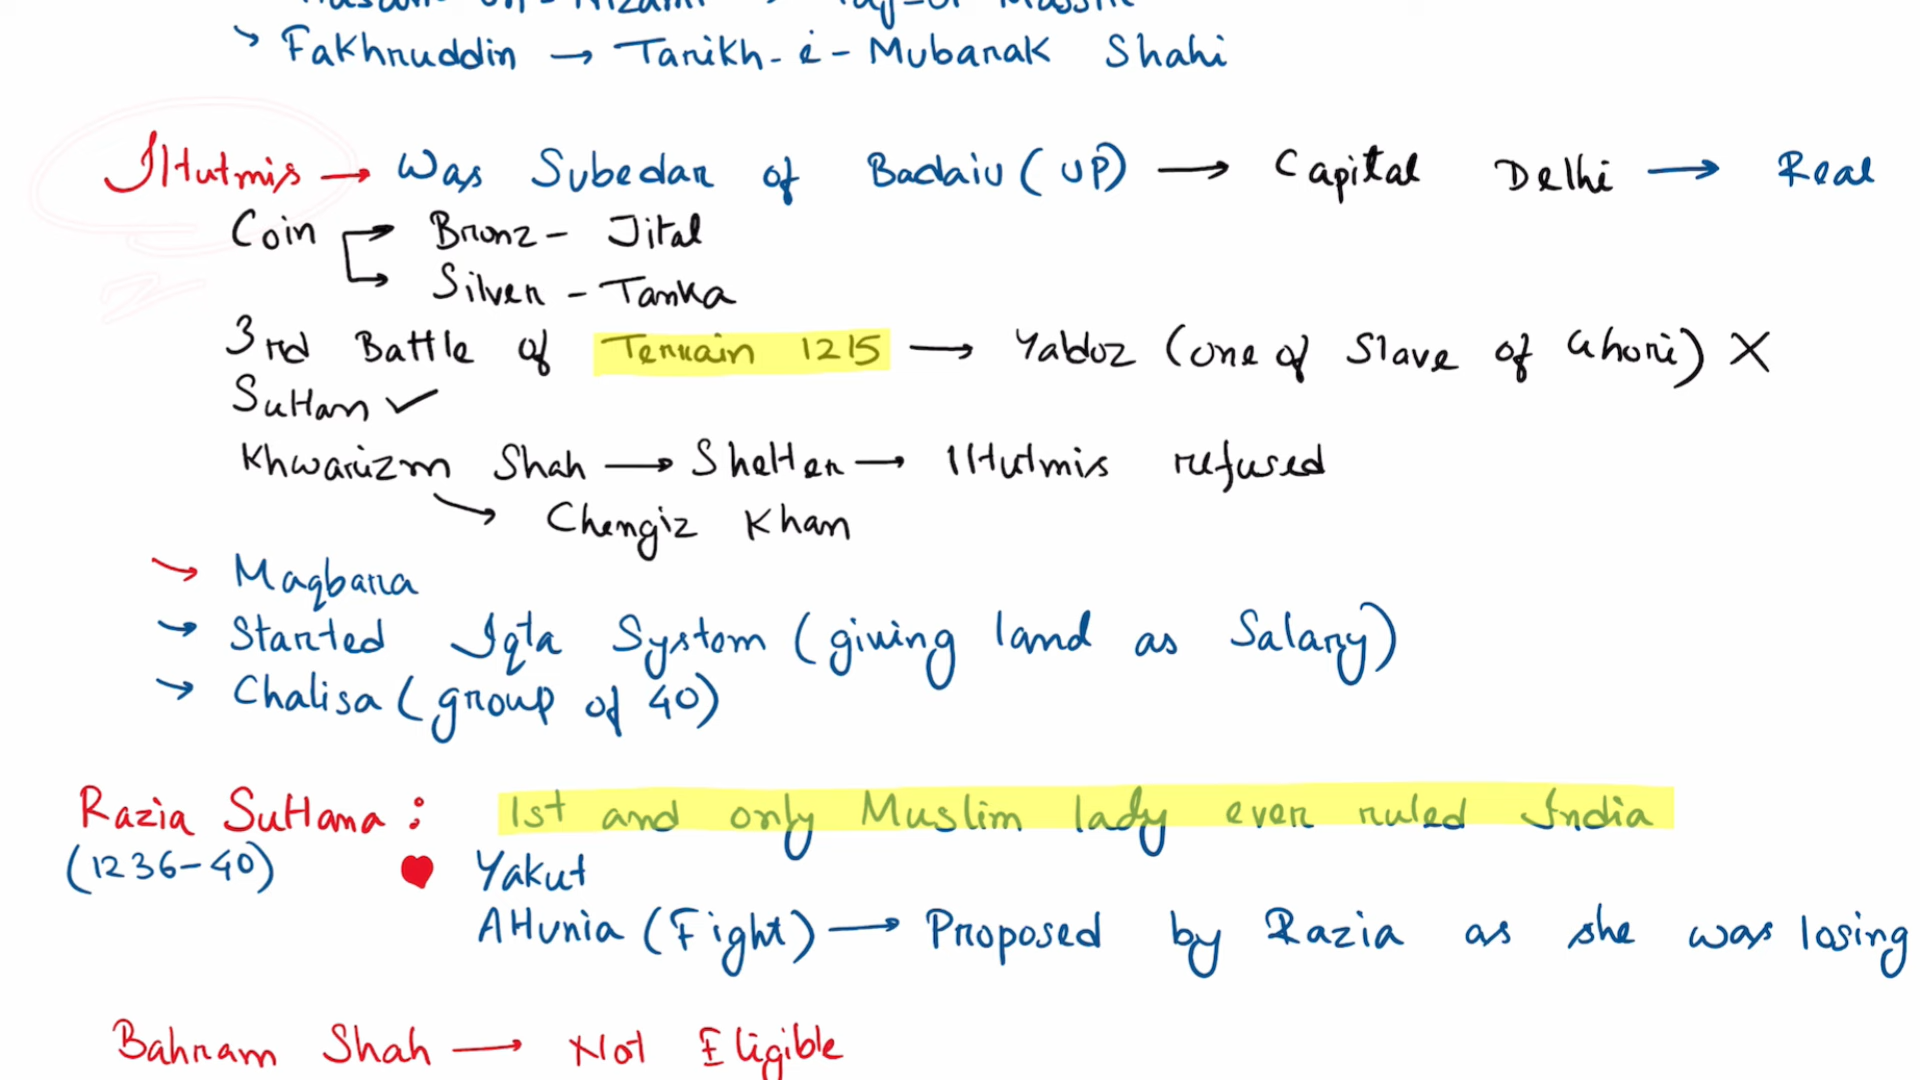 ↘ Fakhruddin → Tarikh-i-Mubarak Shahi
Iltutmis → Was Subedar of Badaiu (UP) → Capital Delhi → Real
Coin → Bronz - Jital
→ Silver - Tanka
3rd Battle of Terrain 1215 → Yaldoz (one of Slave of Ghori) X
Sultan ✓
Khwarizm Shah → Shelter → Iltutmis refused
→ Chengiz Khan
→ Maqbara
→ Started Iqta System (giving land as Salary)
→ Chalisa (group of 40)
Razia Sultana : 1st and only Muslim lady ever ruled India
(1236-40) ♥ Yakut
Altunia (Fight) → Proposed by Razia as she was losing
Bahram Shah → Not Eligible